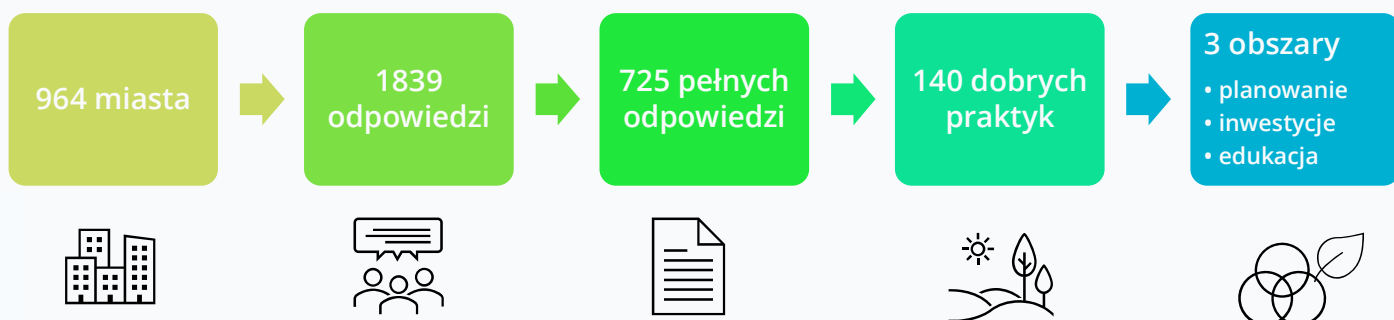 964 miasta
1839
odpowiedzi
725 pełnych
odpowiedzi
140 dobrych
praktyk
3 obszary
• planowanie
• inwestycje
• edukacja